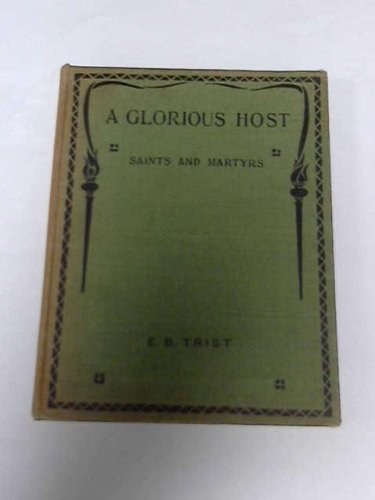 A GLORIOUS HOST
SAINTS AND MARTYRS
E. B. TRIST